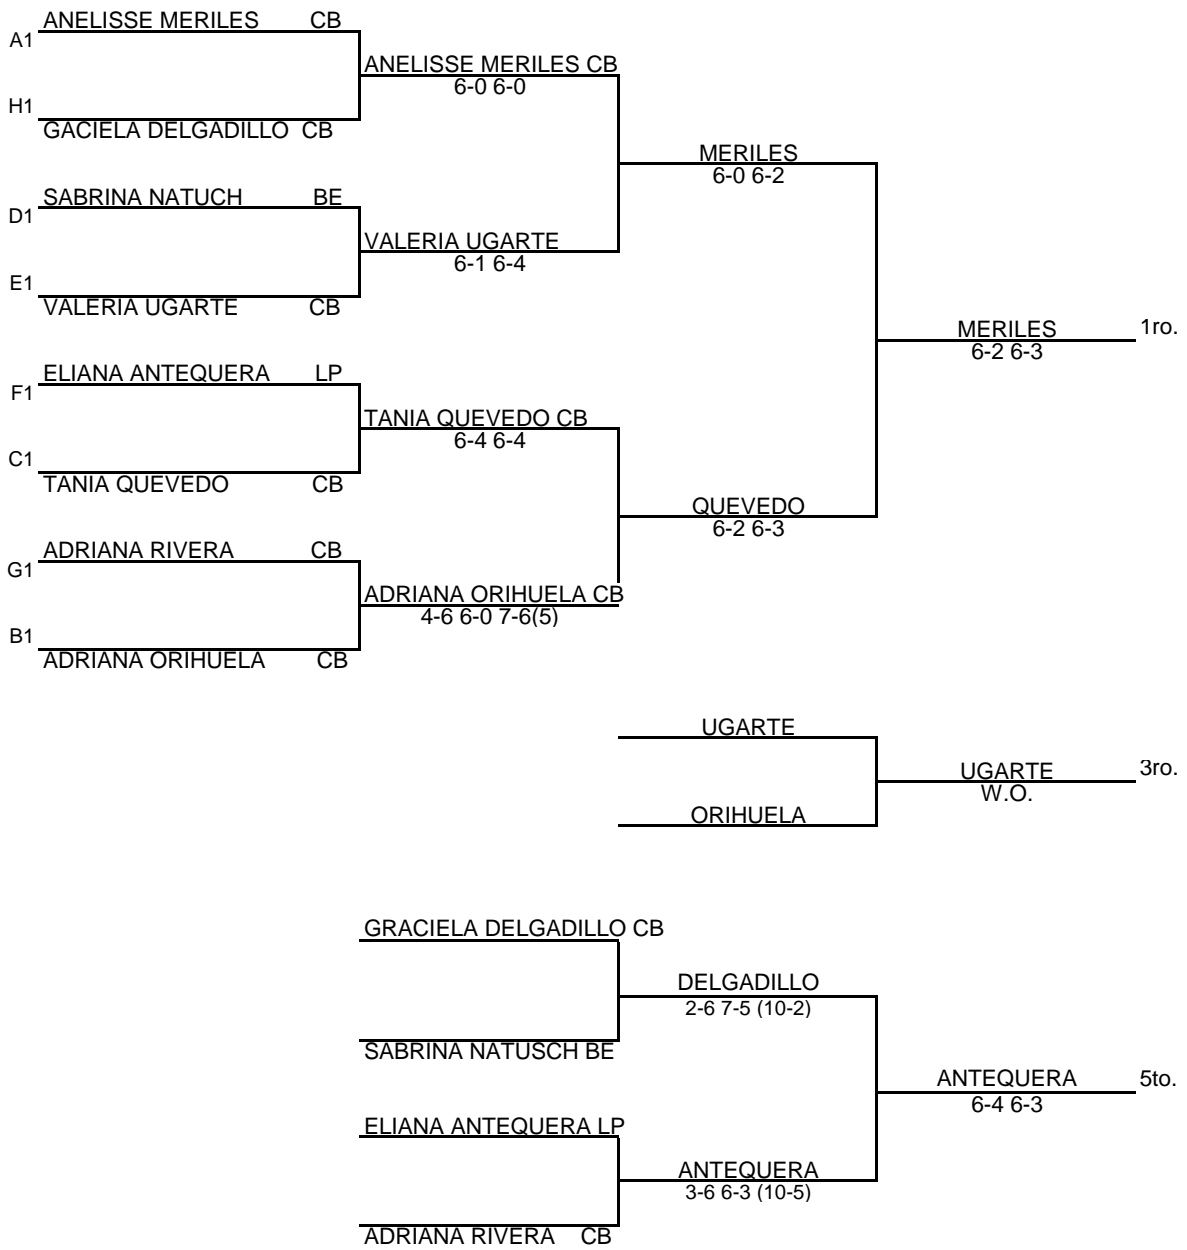 ANELISSE MERILES CB
A1
ANELISSE MERILES CB
6-0 6-0
H1
GACIELA DELGADILLO CB
MERILES
6-0 6-2
SABRINA NATUCH BE
D1
VALERIA UGARTE
6-1 6-4
E1
VALERIA UGARTE CB
MERILES
6-2 6-3
1ro.
ELIANA ANTEQUERA LP
F1
TANIA QUEVEDO CB
6-4 6-4
C1
TANIA QUEVEDO CB
QUEVEDO
6-2 6-3
ADRIANA RIVERA CB
G1
ADRIANA ORIHUELA CB
4-6 6-0 7-6(5)
B1
ADRIANA ORIHUELA CB
UGARTE
UGARTE
W.O.
3ro.
ORIHUELA
GRACIELA DELGADILLO CB
DELGADILLO
2-6 7-5 (10-2)
SABRINA NATUSCH BE
ANTEQUERA
6-4 6-3
5to.
ELIANA ANTEQUERA LP
ANTEQUERA
3-6 6-3 (10-5)
ADRIANA RIVERA CB